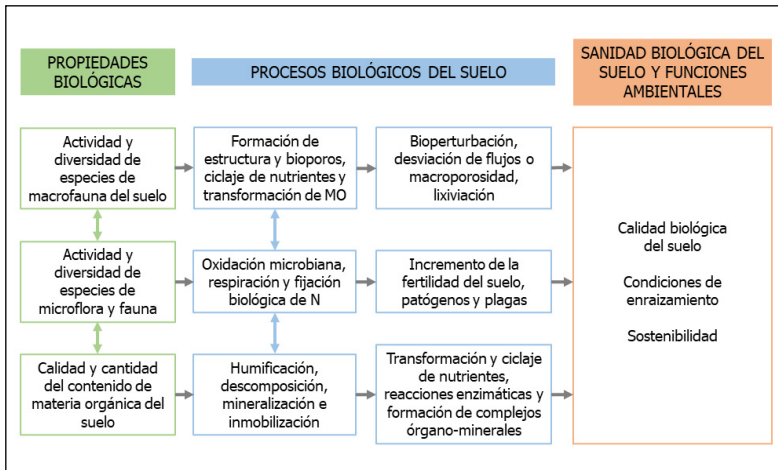 PROPIEDADES
BIOLÓGICAS
PROCESOS BIOLÓGICOS DEL SUELO
SANIDAD BIOLÓGICA DEL
SUELO Y FUNCIONES
AMBIENTALES
Actividad y
diversidad de
especies de
macrofauna del suelo
Formación de
estructura y bioporos,
ciclaje de nutrientes y
transformación de MO
Bioperturbación,
desviación de flujos o
macroporosidad,
lixiviación
Actividad y
diversidad de
especies de
microflora y fauna
Oxidación microbiana,
respiración y fijación
biológica de N
Incremento de la
fertilidad del suelo,
patógenos y plagas
Calidad y cantidad
del contenido de
materia orgánica del
suelo
Humificación,
descomposición,
mineralización e
inmobilización
Transformación y ciclaje
de nutrientes,
reacciones enzimáticas y
formación de complejos
órgano-minerales
Calidad biológica
del suelo
Condiciones de
enraizamiento
Sostenibilidad